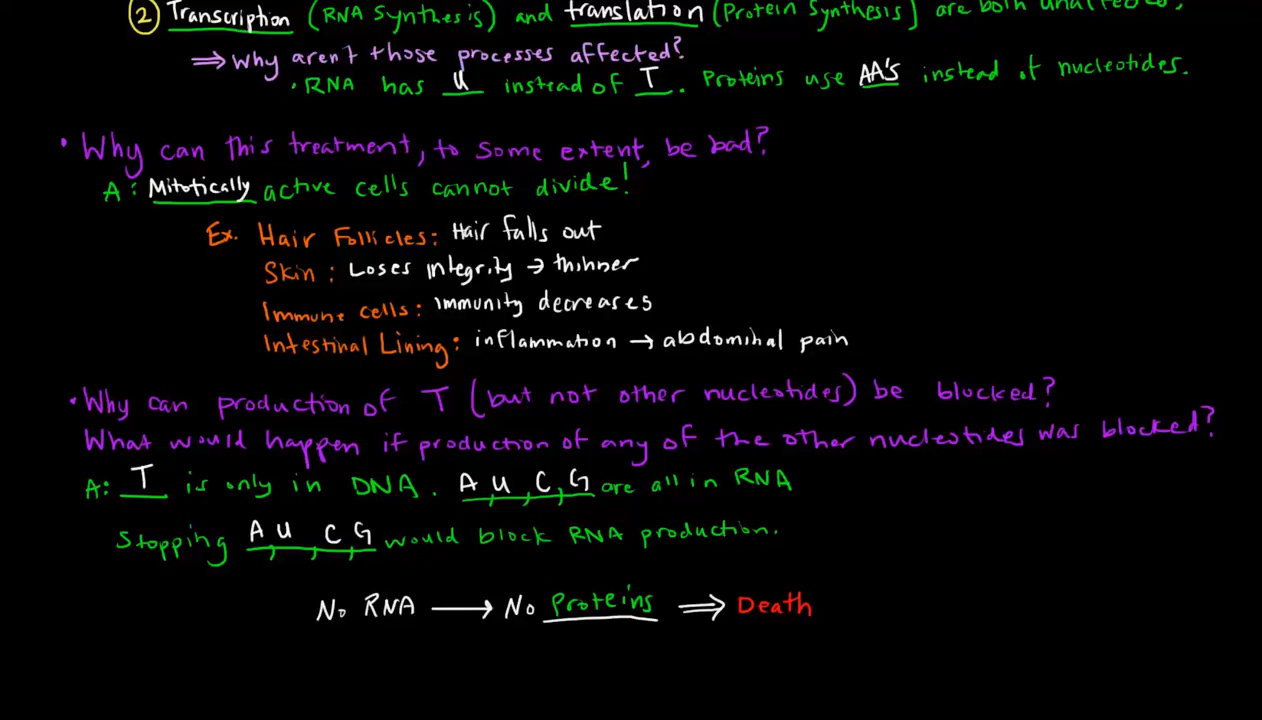 ② Transcription (RNA Synthesis) and translation (Protein Synthesis) are both unaffected.
⇒ Why aren't those processes affected?
· RNA has U instead of T. Proteins use AA's instead of nucleotides.
· Why can this treatment, to some extent, be bad?
A: Mitotically active cells cannot divide!
Ex. Hair Follicles: Hair falls out
Skin: Loses integrity → thinner
Immune cells: immunity decreases
Intestinal Lining: inflammation → abdominal pain
· Why can production of T (but not other nucleotides) be blocked?
What would happen if production of any of the other nucleotides was blocked?
A: T is only in DNA. A, U, C, G are all in RNA
Stopping A, U, C, G would block RNA production.
No RNA → No Proteins ⇒ Death